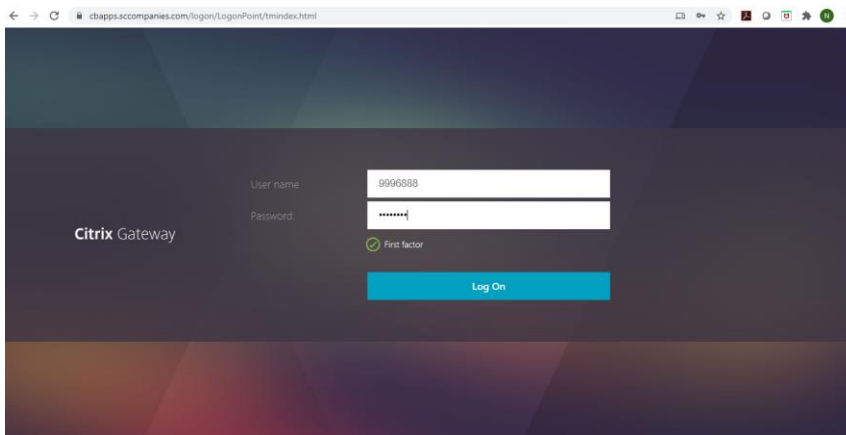 cbapps.sccompanies.com/logon/LogonPoint/tmindex.html
N
User name
9996888
Password:
••••••••
Citrix Gateway
First factor
Log On